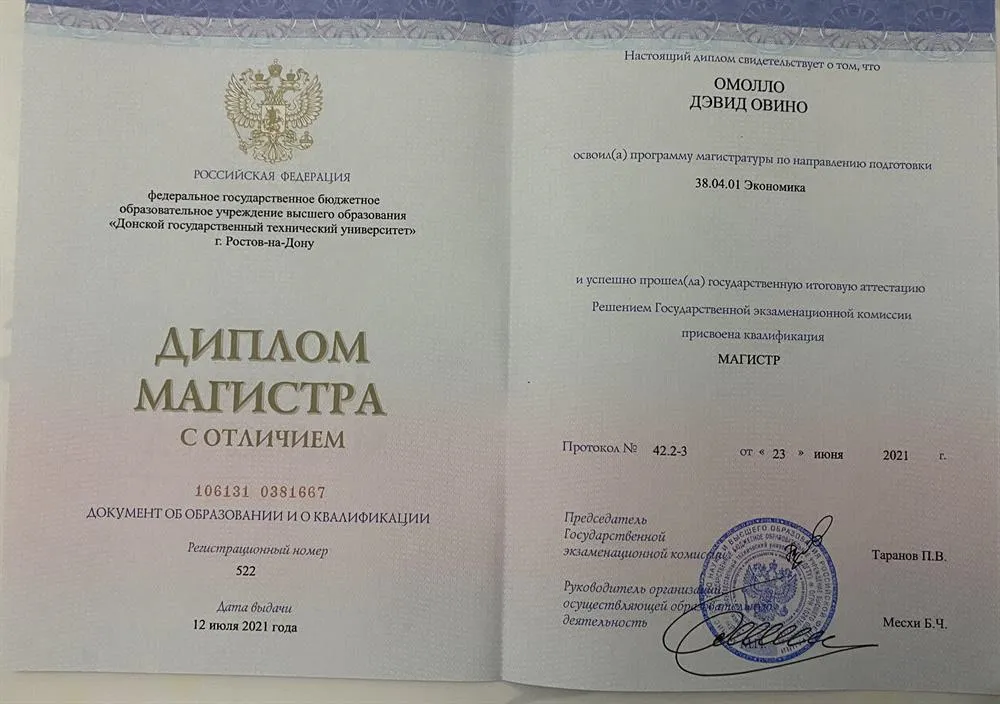 РОССИЙСКАЯ ФЕДЕРАЦИЯ
федеральное государственное бюджетное
образовательное учреждение высшего образования
«Донской государственный технический университет»
г. Ростов-на-Дону
ДИПЛОМ
МАГИСТРА
С ОТЛИЧИЕМ
106131 0381667
ДОКУМЕНТ ОБ ОБРАЗОВАНИИ И О КВАЛИФИКАЦИИ
Регистрационный номер
522
Дата выдачи
12 июля 2021 года
Настоящий диплом свидетельствует о том, что
ОМОЛЛО
ДЭВИД ОВИНО
освоил(а) программу магистратуры по направлению подготовки
38.04.01 Экономика
и успешно прошел(ла) государственную итоговую аттестацию
Решением Государственной экзаменационной комиссии
присвоена квалификация
МАГИСТР
Протокол № 42.2-3 от « 23 » июня 2021 г.
Председатель
Государственной
экзаменационной комиссии
Таранов П.В.
Руководитель организации,
осуществляющей образовательную
деятельность
Месхи Б.Ч.
М.П.